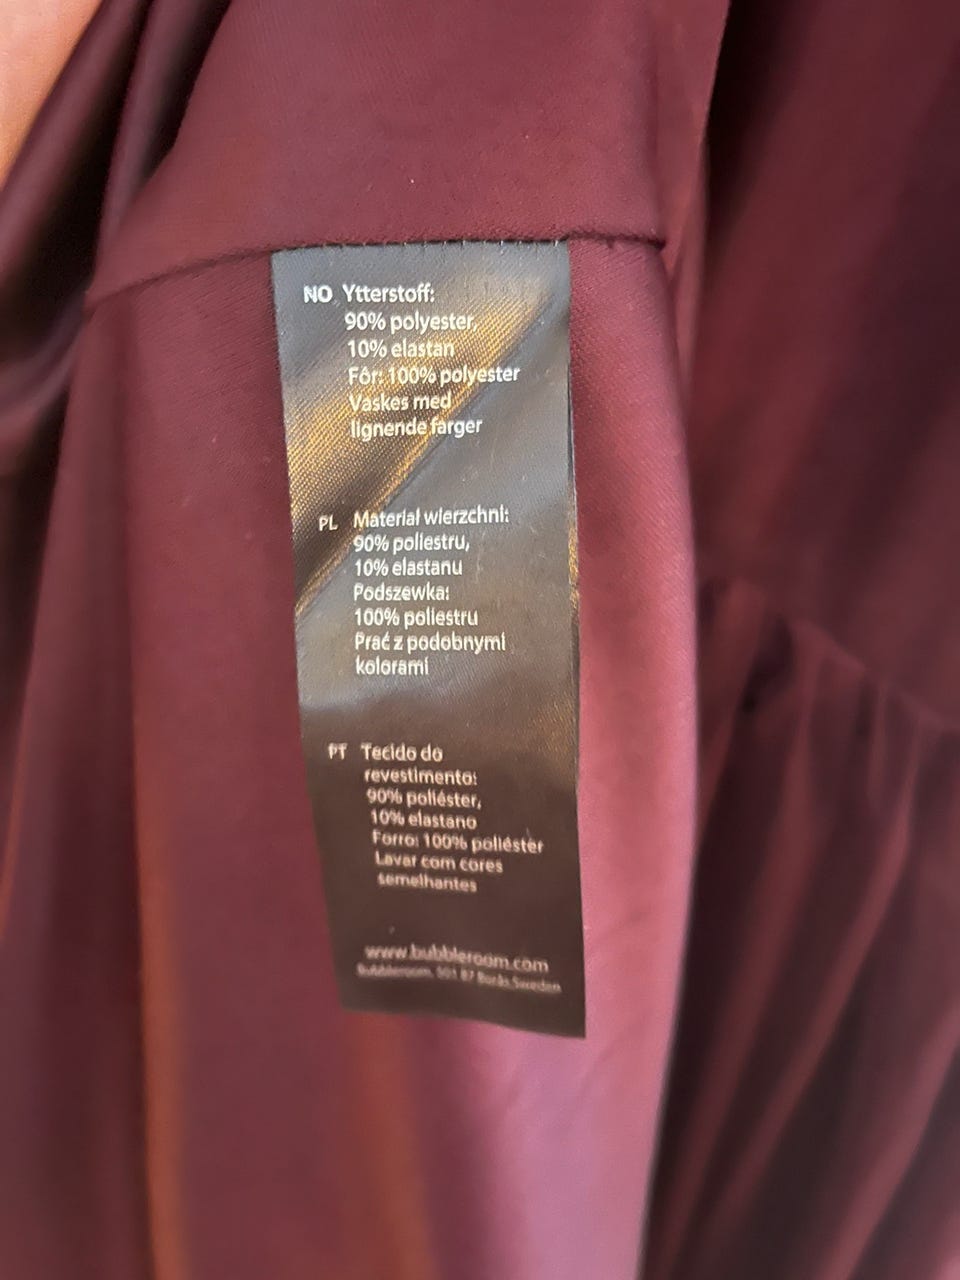 NO Ytterstoff:
90% polyester,
10% elastan
Fôr: 100% polyester
Vaskes med
lignende farger
PL Materiał wierzchni:
90% poliestru,
10% elastanu
Podszewka:
100% poliestru
Prać z podobnymi
kolorami
PT Tecido do
revestimento:
90% poliéster,
10% elastano
Forro: 100% poliéster
Lavar com cores
semelhantes
www.bubbleroom.com
Bubbleroom, 501 87 Borås, Sweden